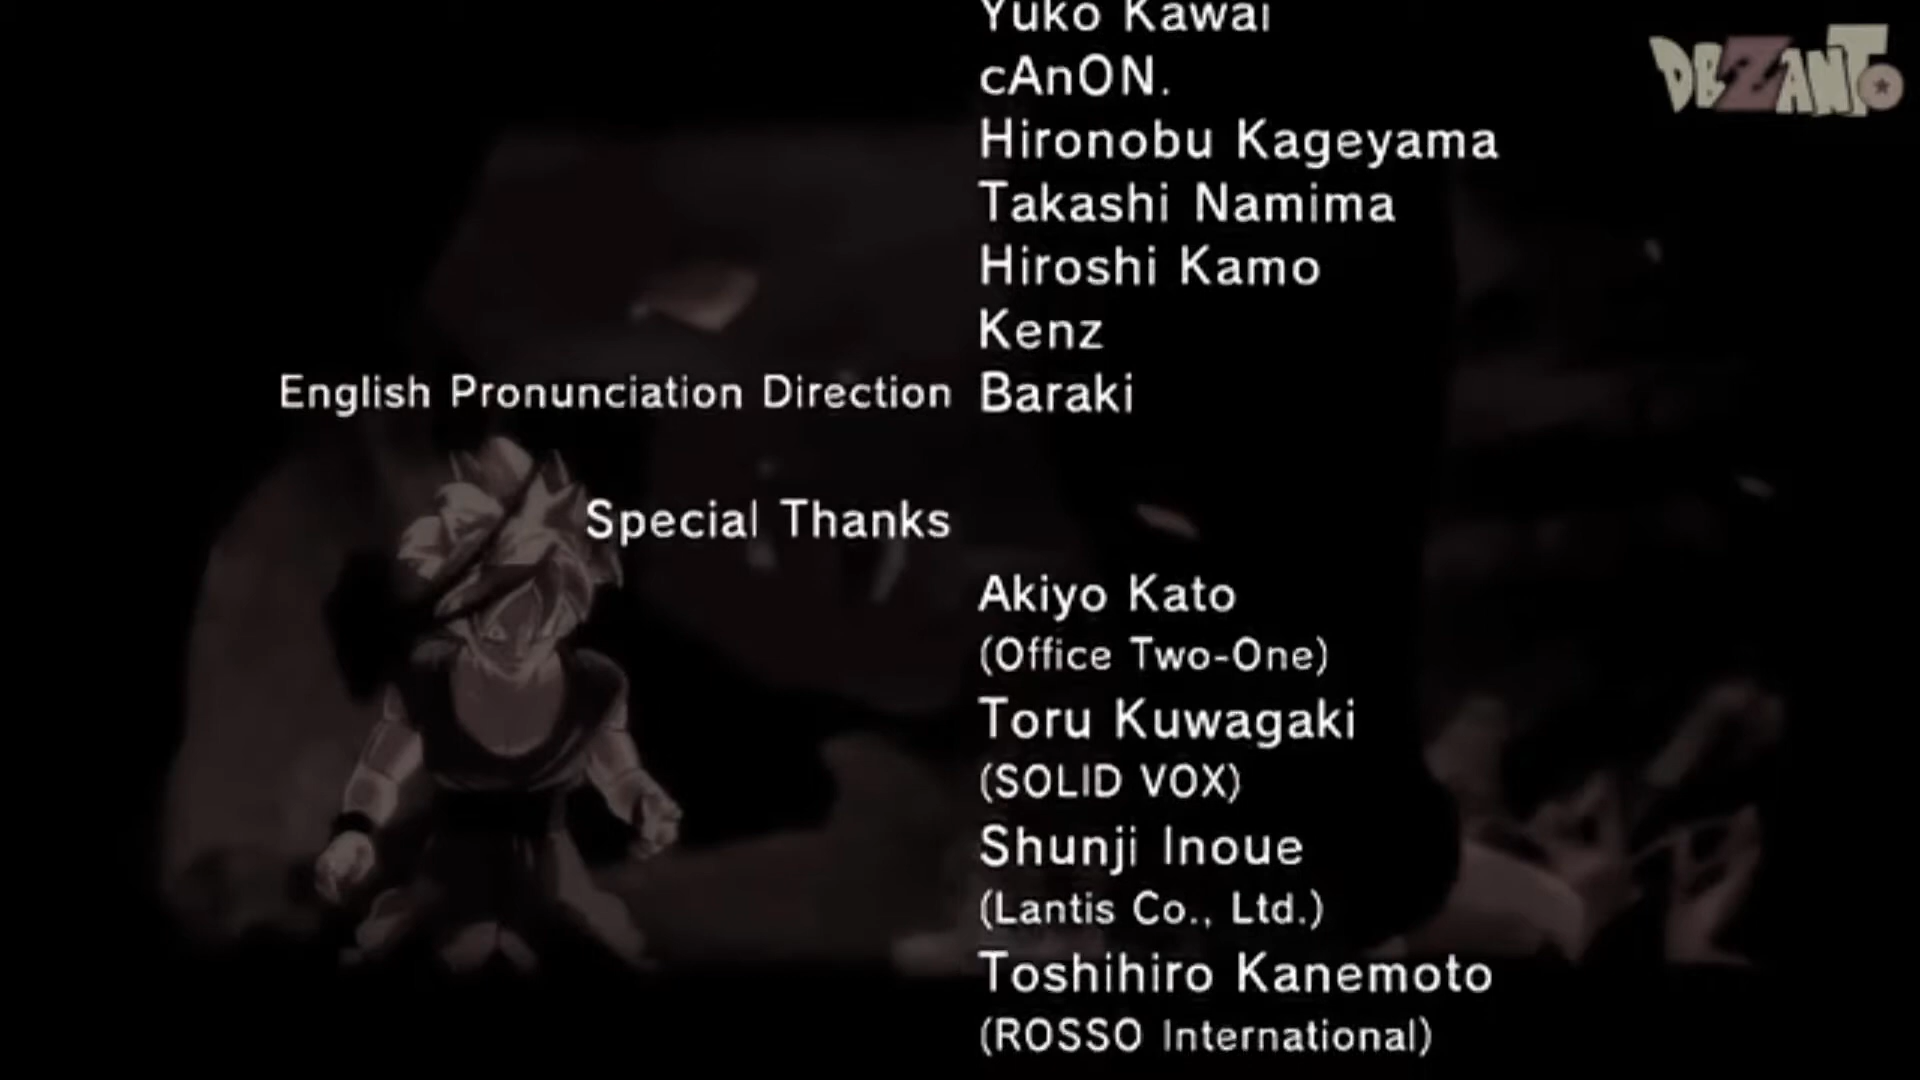 Yuko Kawai
DBZANTO
cAnON.
Hironobu Kageyama
Takashi Namima
Hiroshi Kamo
Kenz
English Pronunciation Direction Baraki
Special Thanks
Akiyo Kato
(Office Two-One)
Toru Kuwagaki
(SOLID VOX)
Shunji Inoue
(Lantis Co., Ltd.)
Toshihiro Kanemoto
(ROSSO International)